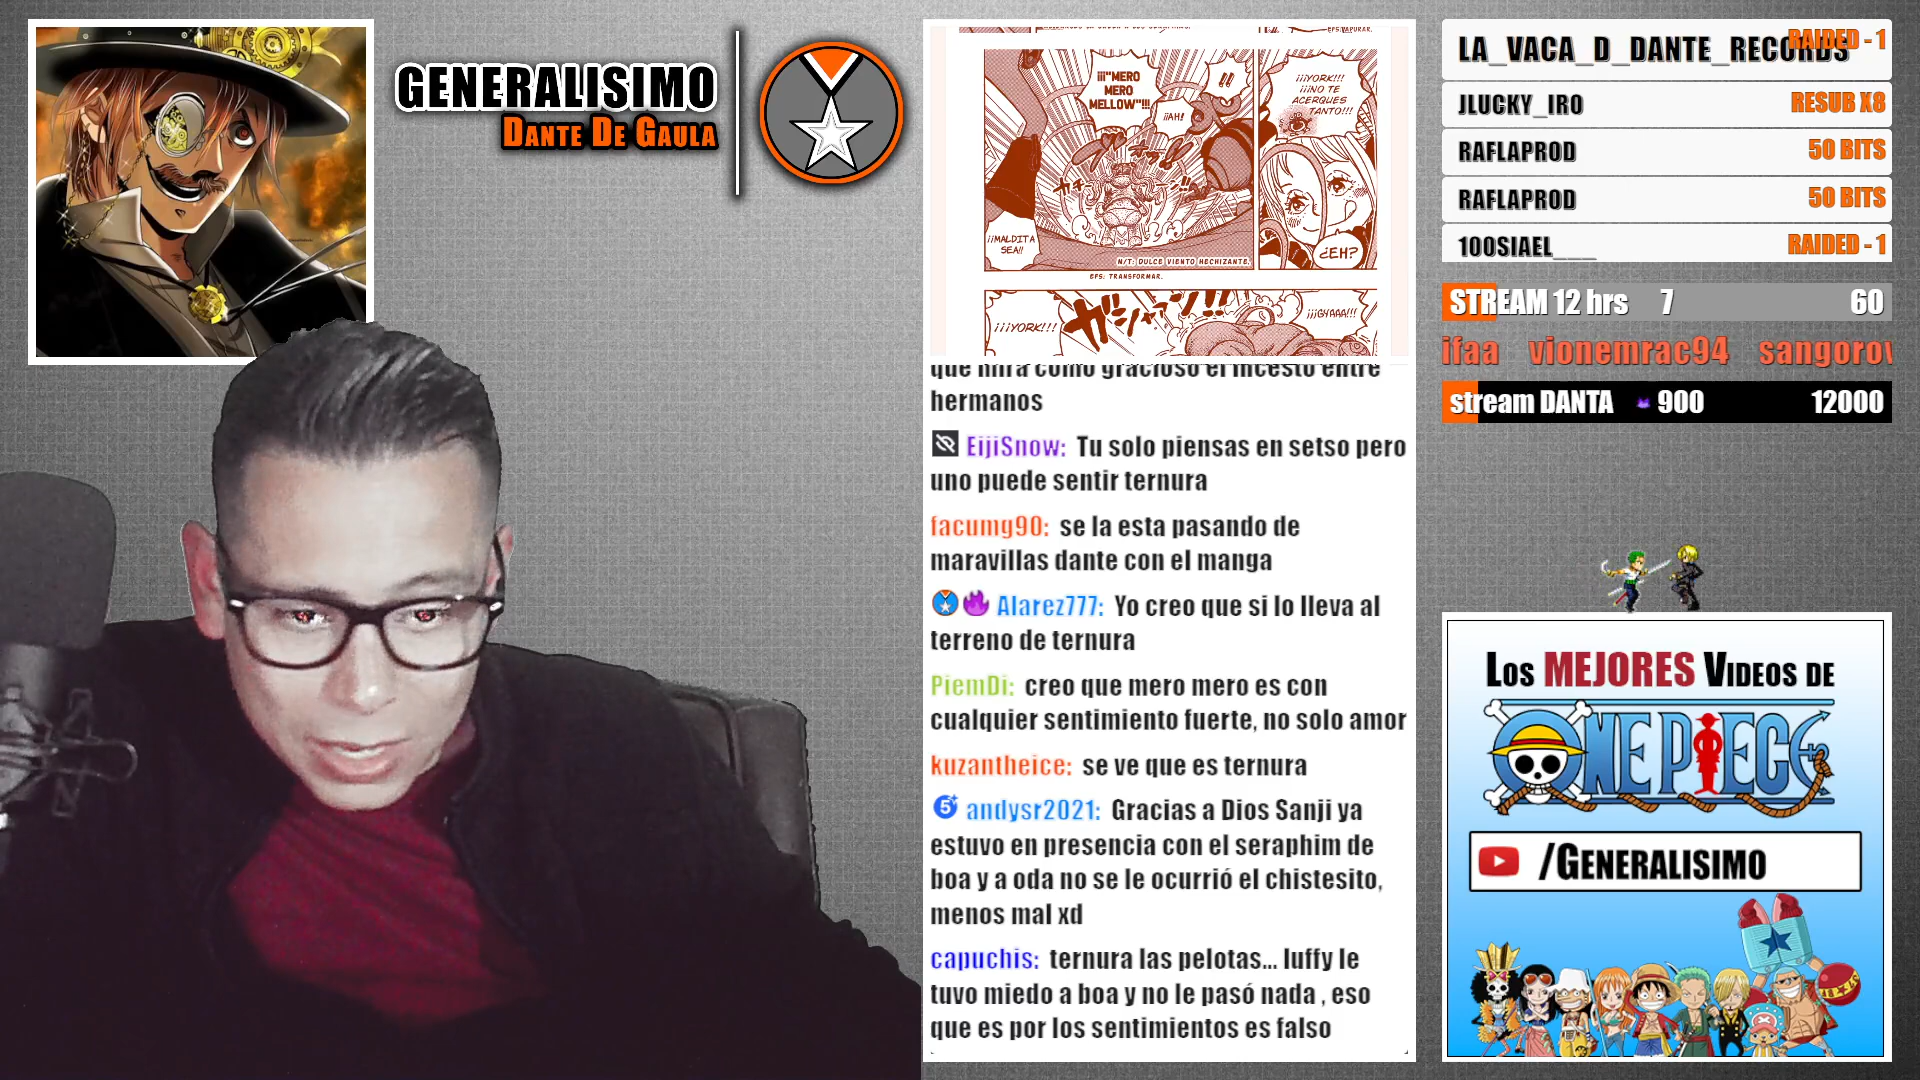 GENERALISIMO
DANTE DE GAULA
¡¡¡"MERO
MERO
MELLOW"!!!
¡¡AH!
!!
¡¡¡YORK!!!
¡¡¡NO TE
ACERQUES
TANTO!!!
¡¡MALDITA
SEA!!
¿EH?
N/T: DULCE VIENTO HECHIZANTE.
EFS: TRANSFORMAR.
¡¡¡YORK!!!
¡¡¡GYAAA!!!
que mira como gracioso el incesto entre
hermanos
EijiSnow: Tu solo piensas en setso pero
uno puede sentir ternura
facumg90: se la esta pasando de
maravillas dante con el manga
Alarez777: Yo creo que si lo lleva al
terreno de ternura
PiemDi: creo que mero mero es con
cualquier sentimiento fuerte, no solo amor
kuzantheice: se ve que es ternura
andysr2021: Gracias a Dios Sanji ya
estuvo en presencia con el seraphim de
boa y a oda no se le ocurrió el chistesito,
menos mal xd
capuchis: ternura las pelotas... luffy le
tuvo miedo a boa y no le pasó nada , eso
que es por los sentimientos es falso
LA_VACA_D_DANTE_RECORDS RAIDED - 1
JLUCKY_IRO RESUB X8
RAFLAPROD 50 BITS
RAFLAPROD 50 BITS
100SIAEL___ RAIDED - 1
STREAM 12 hrs 7 60
ifaa vionemrac94 sangorov
stream DANTA 900 12000
LOS MEJORES VIDEOS DE
ONE PIECE
/GENERALISIMO